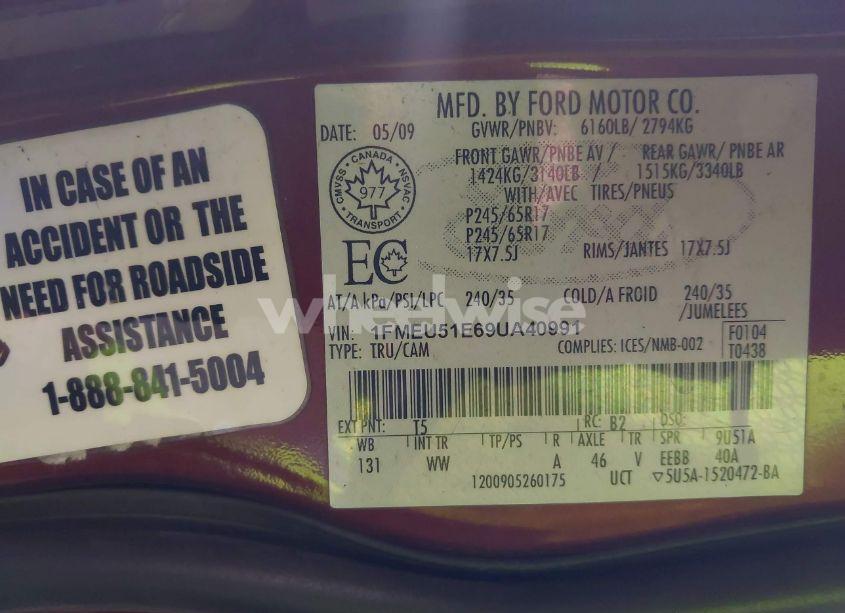 IN CASE OF AN
ACCIDENT OR THE
NEED FOR ROADSIDE
ASSISTANCE
1-888-841-5004
MFD. BY FORD MOTOR CO.
DATE: 05/09 GVWR/PNBV: 6160LB/ 2794KG
FRONT GAWR/PNBE AV / REAR GAWR/ PNBE AR
1424KG/3140LB / 1515KG/3340LB
WITH/AVEC TIRES/PNEUS
P245/65R17
P245/65R17
17X7.5J RIMS/JANTES 17X7.5J
CANADA
CMVSS 977 NSVAC
TRANSPORT
EC
AT/A kPa/PSI/LPC 240/35 COLD/A FROID 240/35
/JUMELEES
wheelwise
VIN: 1FMEU51E69UA40991
TYPE: TRU/CAM COMPLIES: ICES/NMB-002
F0104
T0438
EXT PNT: T5 RC: B2 DSO:
WB INT TR TP/PS R AXLE TR SPR 9U51A
131 WW A 46 V EEBB 40A
1200905260175 UCT ▽5U5A-1520472-BA